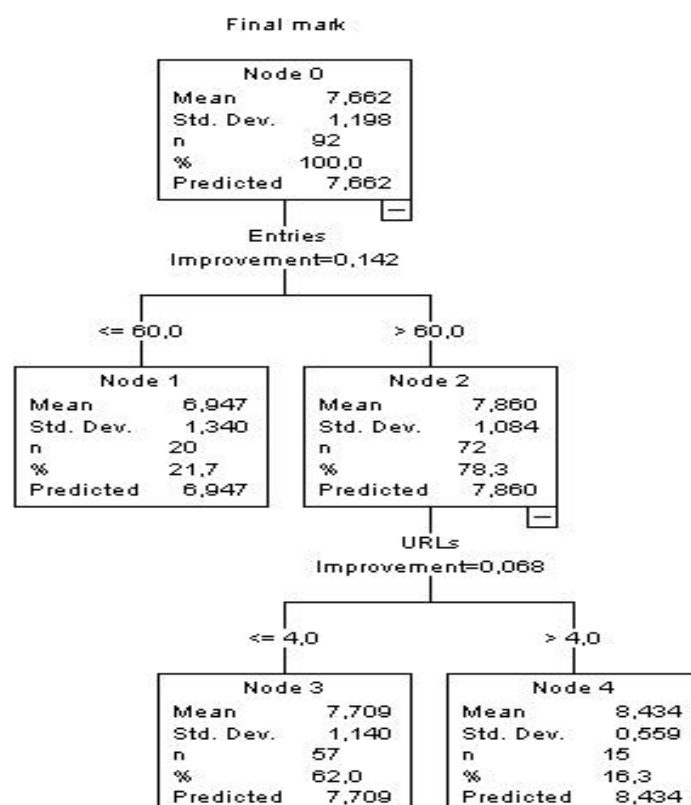 Final mark
Node 0
Mean 7,662
Std. Dev. 1,198
n 92
% 100,0
Predicted 7,662
Entries
Improvement=0,142
<= 60,0
> 60,0
Node 1
Mean 6,947
Std. Dev. 1,340
n 20
% 21,7
Predicted 6,947
Node 2
Mean 7,860
Std. Dev. 1,084
n 72
% 78,3
Predicted 7,860
URLs
Improvement=0,068
<= 4,0
> 4,0
Node 3
Mean 7,709
Std. Dev. 1,140
n 57
% 62,0
Predicted 7,709
Node 4
Mean 8,434
Std. Dev. 0,559
n 15
% 16,3
Predicted 8,434